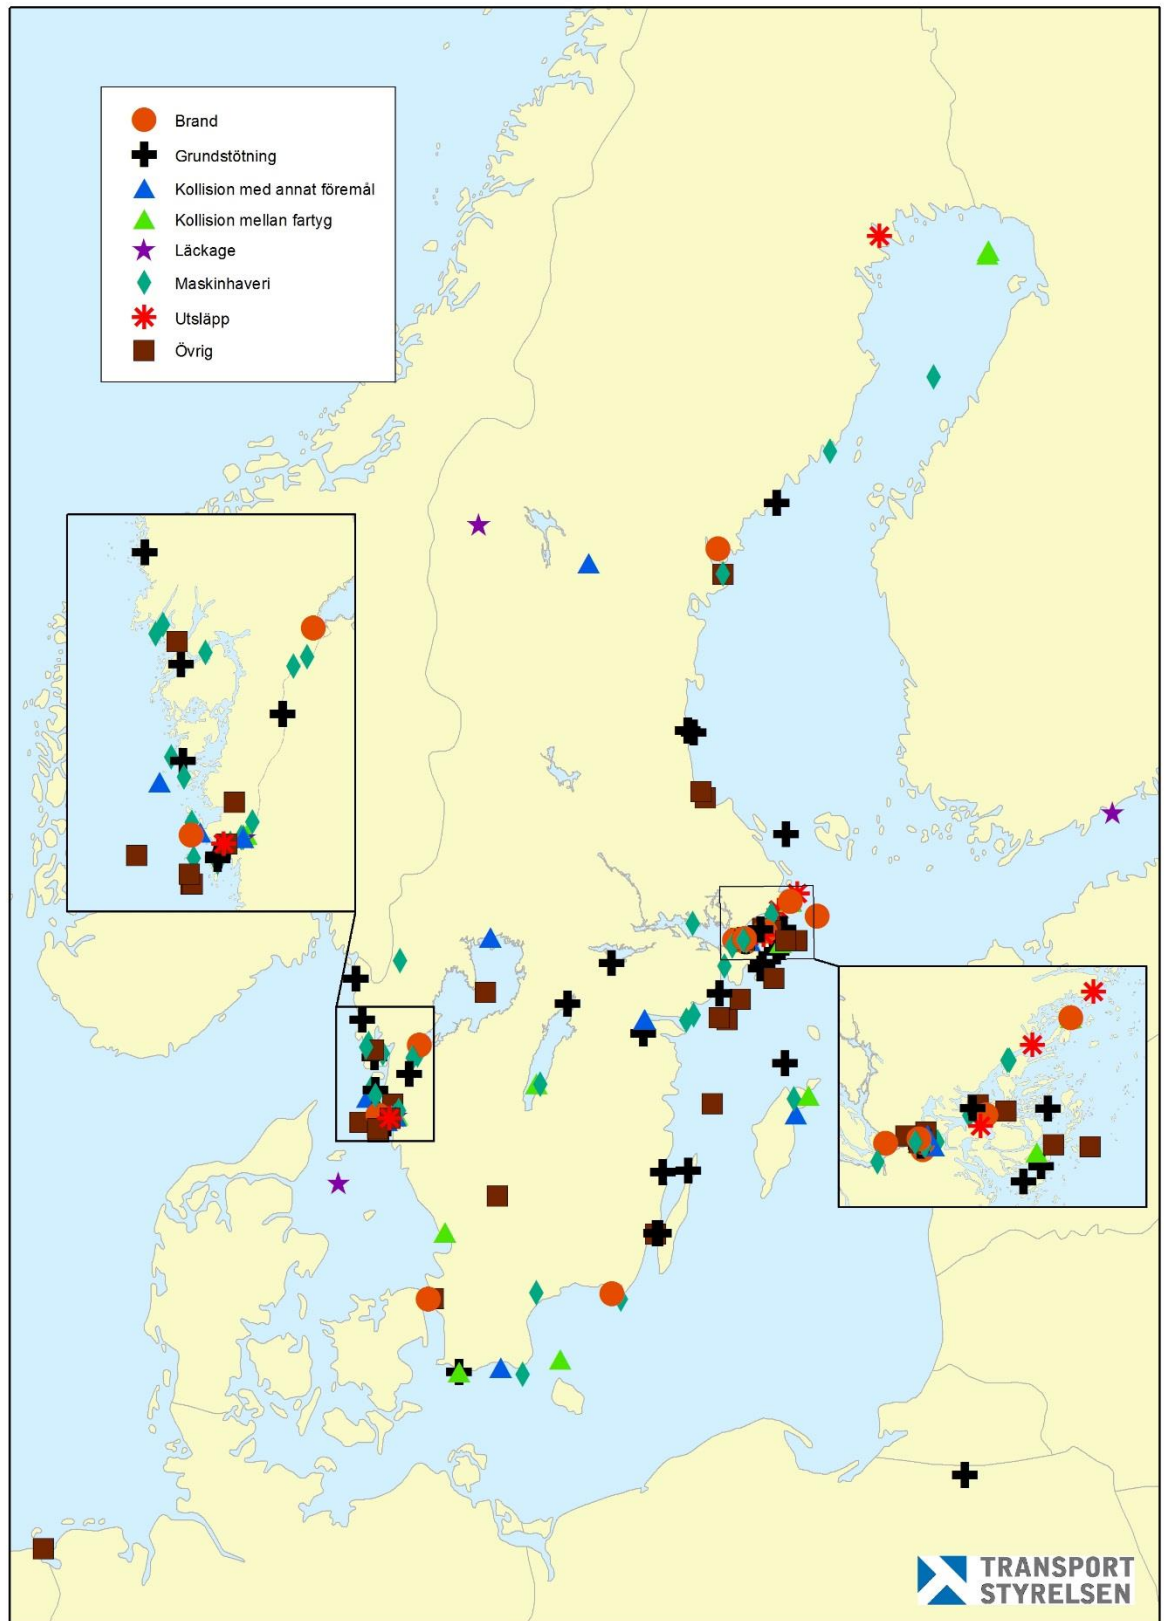 Brand
Grundstötning
Kollision med annat föremål
Kollision mellan fartyg
Läckage
Maskinhaveri
Utsläpp
Övrig
TRANSPORT
STYRELSEN